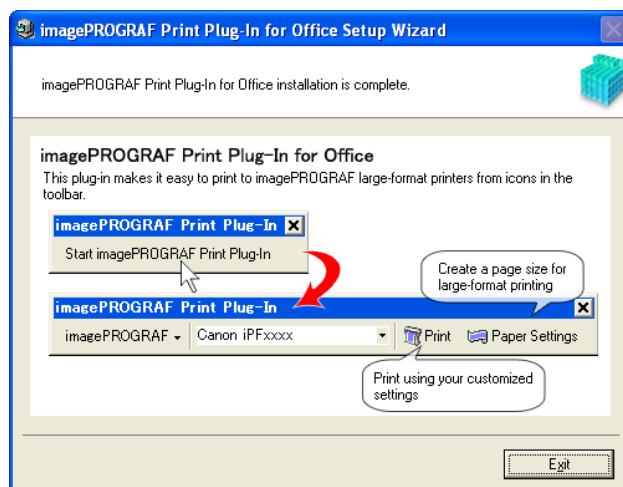 imagePROGRAF Print Plug-In for Office Setup Wizard
imagePROGRAF Print Plug-In for Office installation is complete.
imagePROGRAF Print Plug-In for Office
This plug-in makes it easy to print to imagePROGRAF large-format printers from icons in the
toolbar.
imagePROGRAF Print Plug-In
Start imagePROGRAF Print Plug-In
Create a page size for
large-format printing
imagePROGRAF Print Plug-In
imagePROGRAF
Canon iPFxxxx
Print
Paper Settings
Print using your customized
settings
Exit